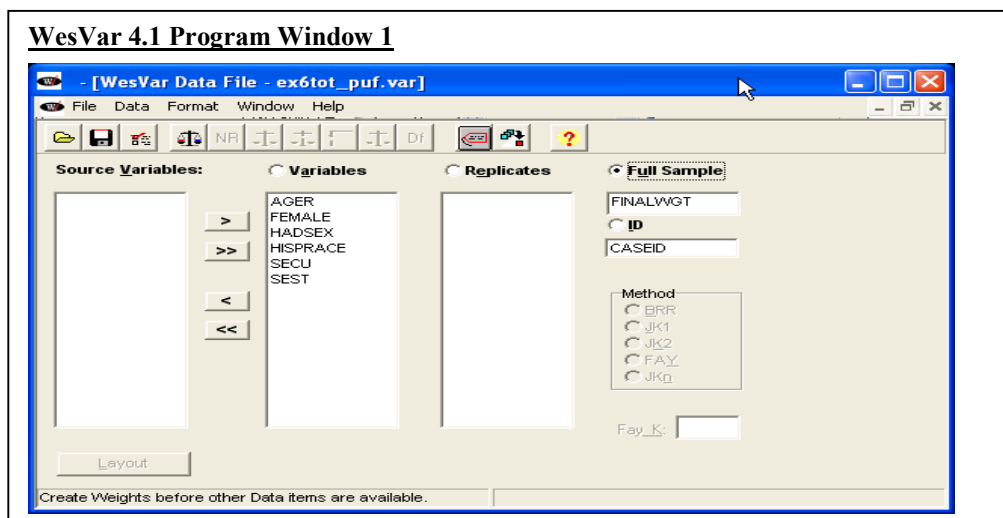 WesVar 4.1 Program Window 1
- [WesVar Data File - ex6tot_puf.var]
File Data Format Window Help
NR Df ?
Source Variables: Variables Replicates Full Sample
AGER
FEMALE
HADSEX
HISPRACE
SECU
SEST
>
>>
<
<<
FINALWGT
ID
CASEID
Method
BRR
JK1
JK2
FAY
JKn
Fay_K:
Layout
Create Weights before other Data items are available.